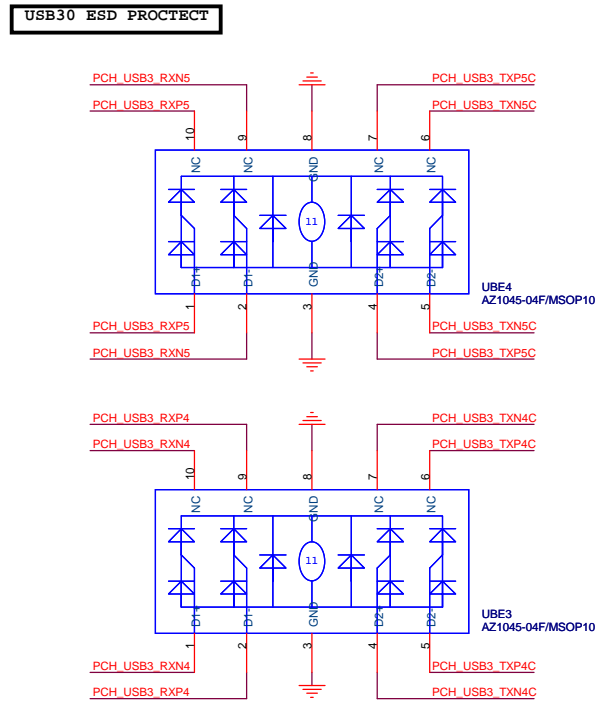 USB30 ESD PROCTECT
PCH_USB3_RXN5
PCH_USB3_TXP5C
PCH_USB3_RXP5
PCH_USB3_TXN5C
10 9 8 7 6
NC NC GND NC NC
11
D1+ D1- GND D2+ D2-
1 2 3 4 5
UBE4
AZ1045-04F/MSOP10
PCH_USB3_RXP5
PCH_USB3_TXN5C
PCH_USB3_RXN5
PCH_USB3_TXP5C
PCH_USB3_RXP4
PCH_USB3_TXN4C
PCH_USB3_RXN4
PCH_USB3_TXP4C
10 9 8 7 6
NC NC GND NC NC
11
D1+ D1- GND D2+ D2-
1 2 3 4 5
UBE3
AZ1045-04F/MSOP10
PCH_USB3_RXN4
PCH_USB3_TXP4C
PCH_USB3_RXP4
PCH_USB3_TXN4C